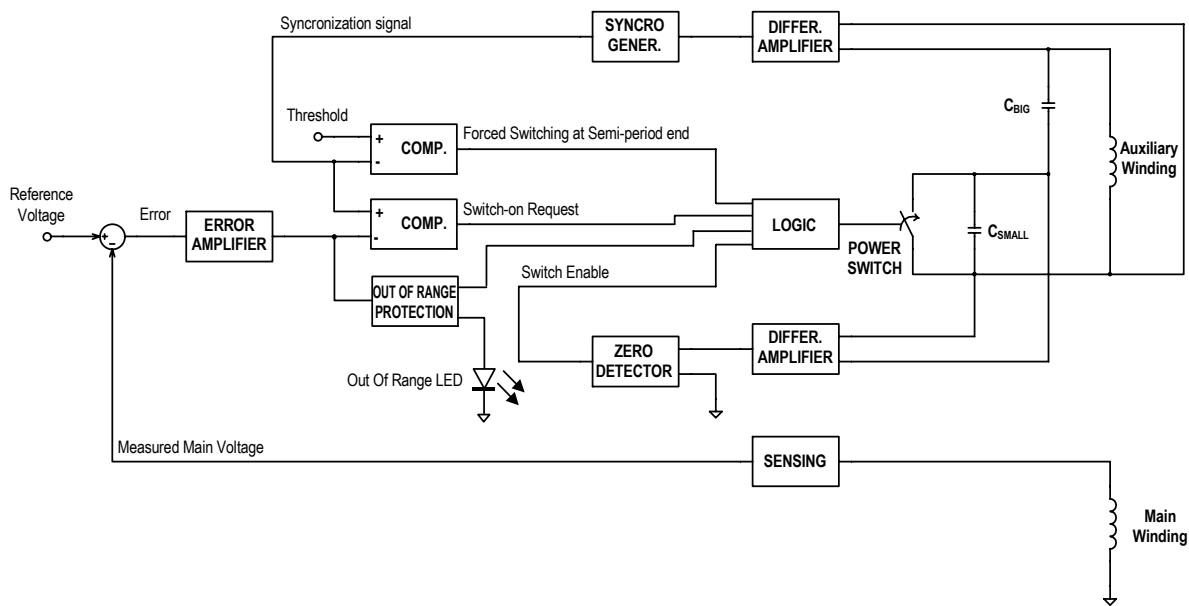 Syncronization signal
SYNCRO
GENER.
DIFFER.
AMPLIFIER
C_BIG
Threshold
+
-
COMP.
Forced Switching at Semi-period end
Auxiliary
Winding
Reference
Voltage
+
-
Error
ERROR
AMPLIFIER
+
-
COMP.
Switch-on Request
LOGIC
POWER
SWITCH
C_SMALL
Switch Enable
OUT OF RANGE
PROTECTION
ZERO
DETECTOR
DIFFER.
AMPLIFIER
Out Of Range LED
Measured Main Voltage
SENSING
Main
Winding